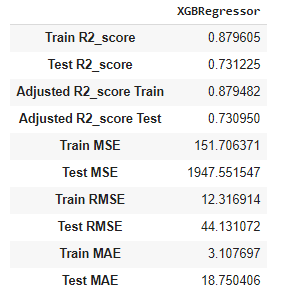 XGBRegressor
Train R2_score 0.879605
Test R2_score 0.731225
Adjusted R2_score Train 0.879482
Adjusted R2_score Test 0.730950
Train MSE 151.706371
Test MSE 1947.551547
Train RMSE 12.316914
Test RMSE 44.131072
Train MAE 3.107697
Test MAE 18.750406